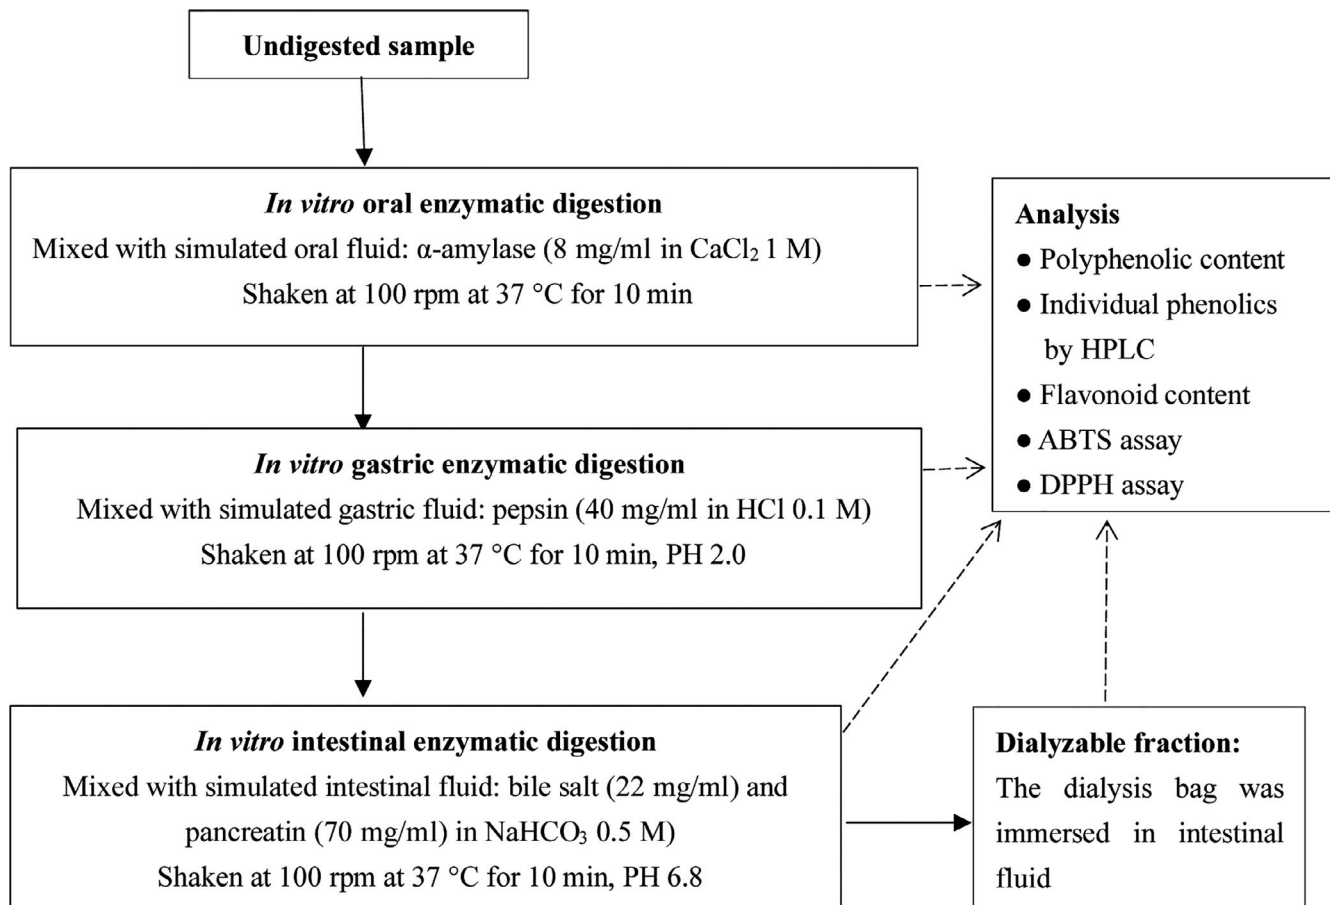 Undigested sample
In vitro oral enzymatic digestion
Mixed with simulated oral fluid: α-amylase (8 mg/ml in CaCl₂ 1 M)
Shaken at 100 rpm at 37 °C for 10 min
In vitro gastric enzymatic digestion
Mixed with simulated gastric fluid: pepsin (40 mg/ml in HCl 0.1 M)
Shaken at 100 rpm at 37 °C for 10 min, PH 2.0
In vitro intestinal enzymatic digestion
Mixed with simulated intestinal fluid: bile salt (22 mg/ml) and
pancreatin (70 mg/ml) in NaHCO₃ 0.5 M)
Shaken at 100 rpm at 37 °C for 10 min, PH 6.8
Analysis
● Polyphenolic content
● Individual phenolics
by HPLC
● Flavonoid content
● ABTS assay
● DPPH assay
Dialyzable fraction:
The dialysis bag was
immersed in intestinal
fluid